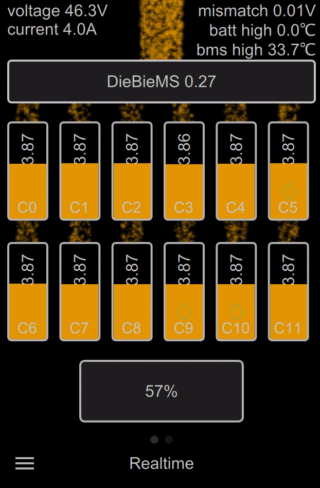 voltage 46.3V
current 4.0A
mismatch 0.01V
batt high 0.0℃
bms high 33.7℃
DieBieMS 0.27
3.87 3.87 3.87 3.86 3.87 3.87
C0 C1 C2 C3 C4 C5
3.87 3.87 3.87 3.87 3.87 3.87
C6 C7 C8 C9 C10 C11
57%
Realtime